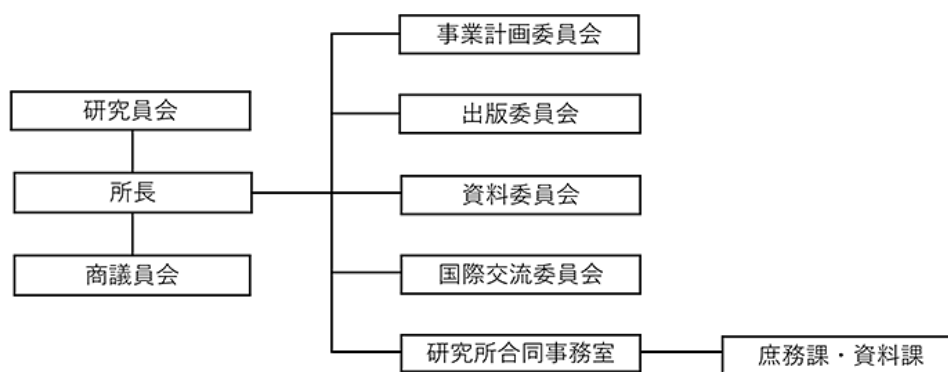 研究員会
所長
商議員会
事業計画委員会
出版委員会
資料委員会
国際交流委員会
研究所合同事務室
庶務課・資料課